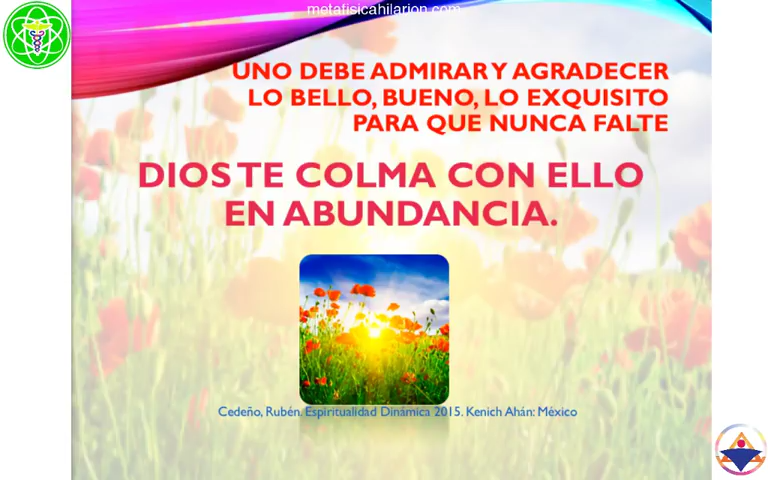 metafisicahilarion.com
UNO DEBE ADMIRAR Y AGRADECER
LO BELLO, BUENO, LO EXQUISITO
PARA QUE NUNCA FALTE
DIOS TE COLMA CON ELLO
EN ABUNDANCIA.
Cedeño, Rubén. Espiritualidad Dinámica 2015. Kenich Ahán: México